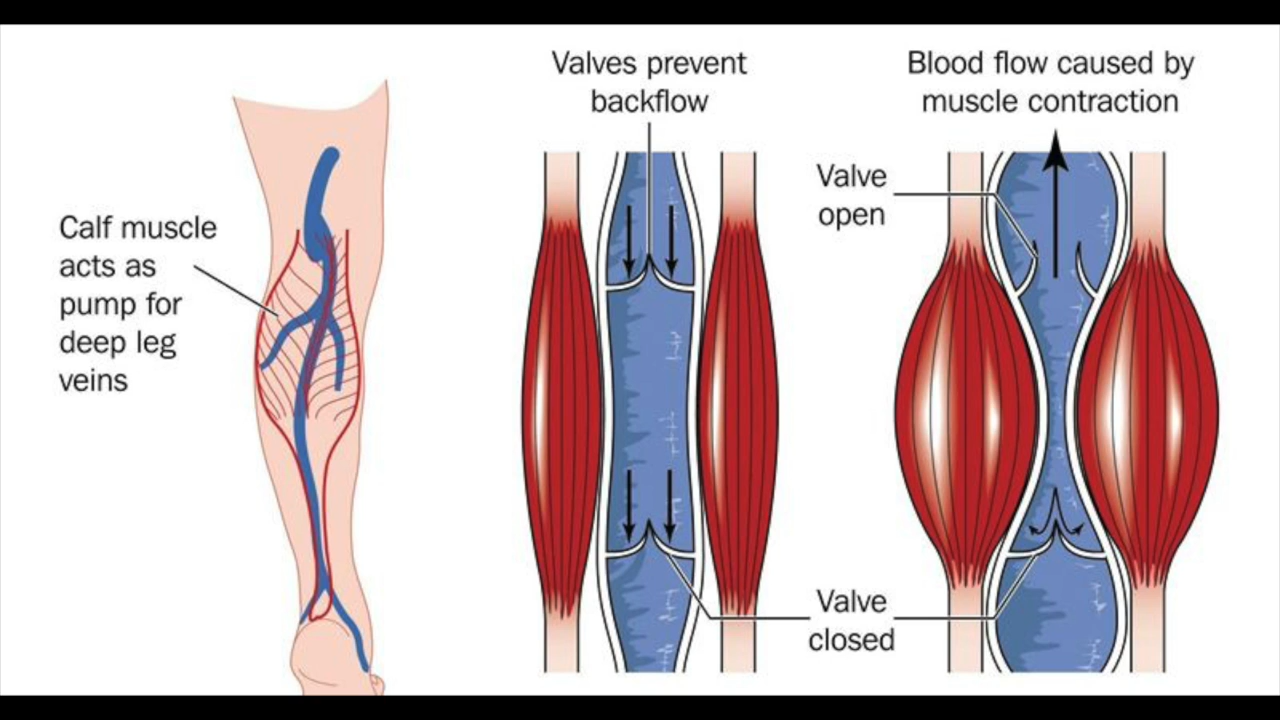 Calf muscle
acts as
pump for
deep leg
veins
Valves prevent
backflow
Blood flow caused by
muscle contraction
Valve
open
Valve
closed